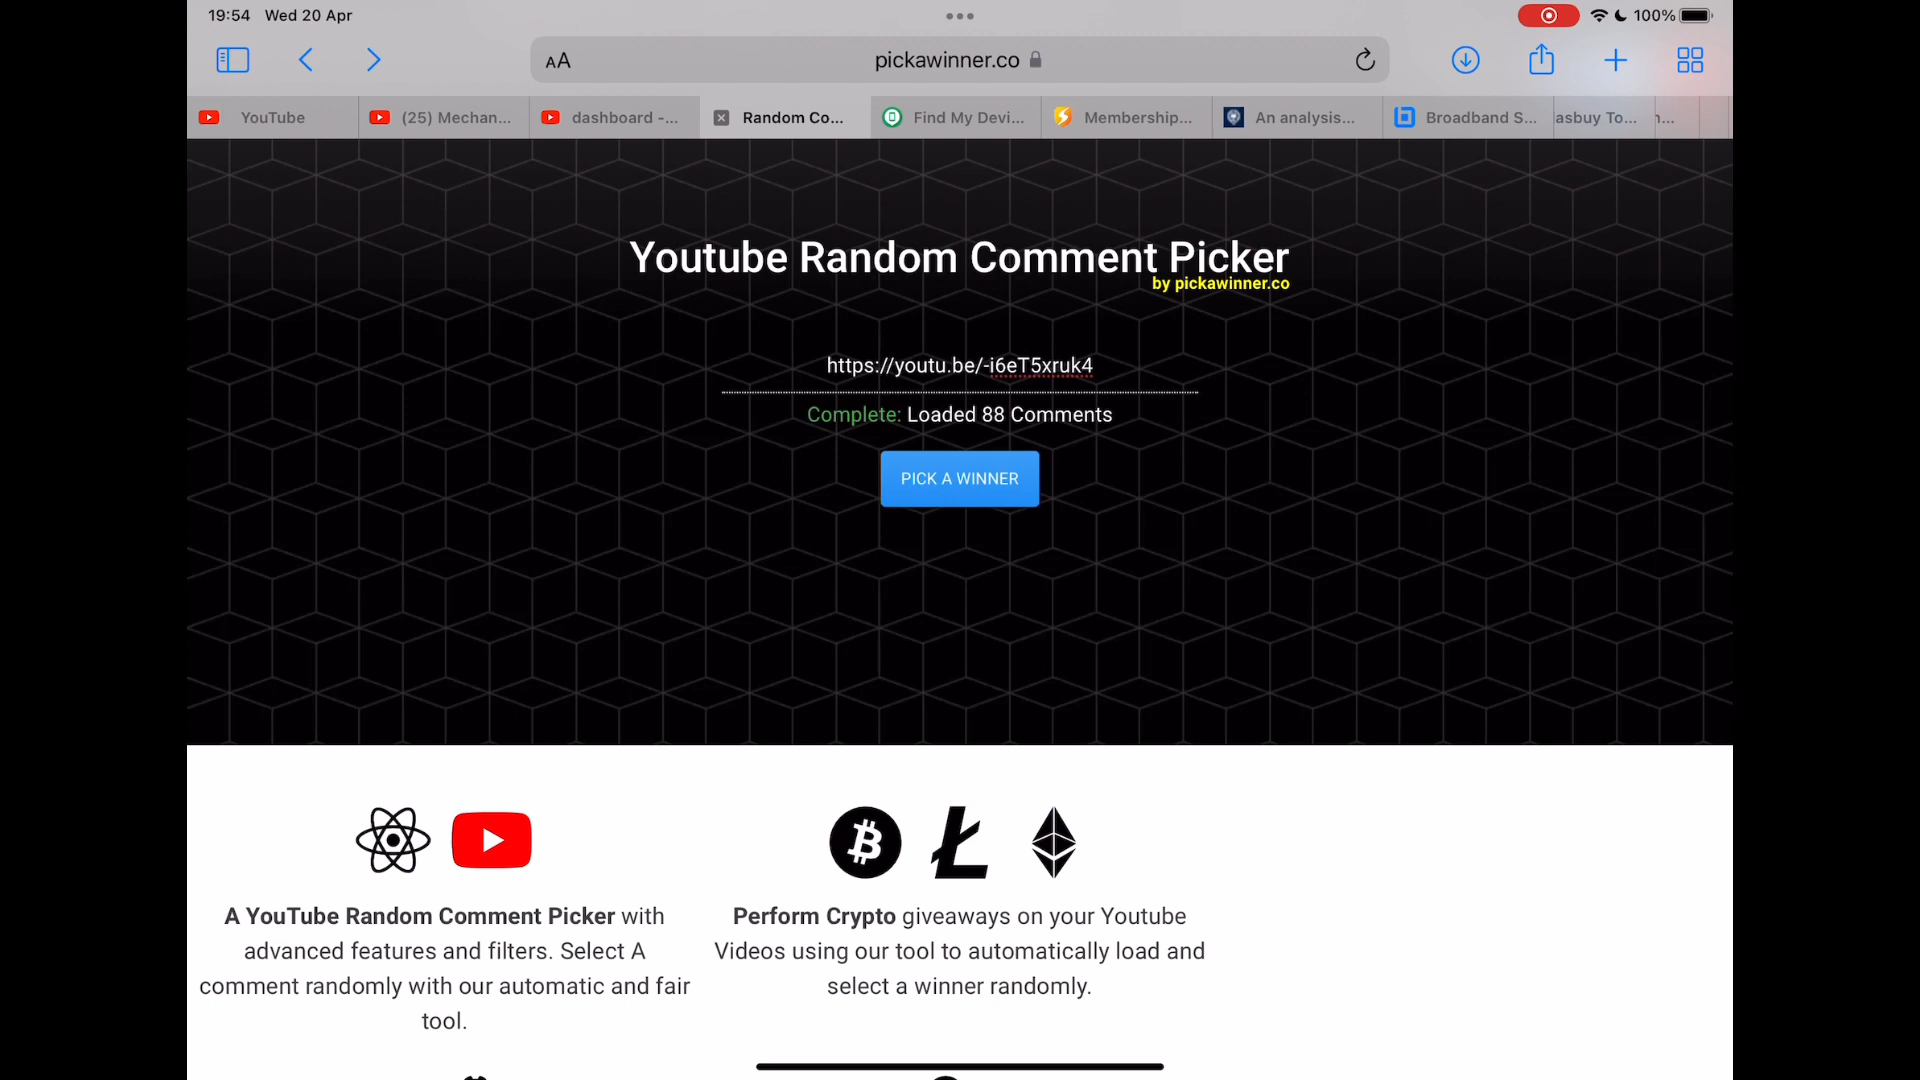 19:54 Wed 20 Apr
100%
AA
pickawinner.co
YouTube
(25) Mechan...
dashboard -...
Random Co...
Find My Devi...
Membership...
An analysis...
Broadband S...
asbuy To...
Youtube Random Comment Picker
by pickawinner.co
https://youtu.be/-i6eT5xruk4
Complete: Loaded 88 Comments
PICK A WINNER
A YouTube Random Comment Picker with
advanced features and filters. Select A
comment randomly with our automatic and fair
tool.
Perform Crypto giveaways on your Youtube
Videos using our tool to automatically load and
select a winner randomly.